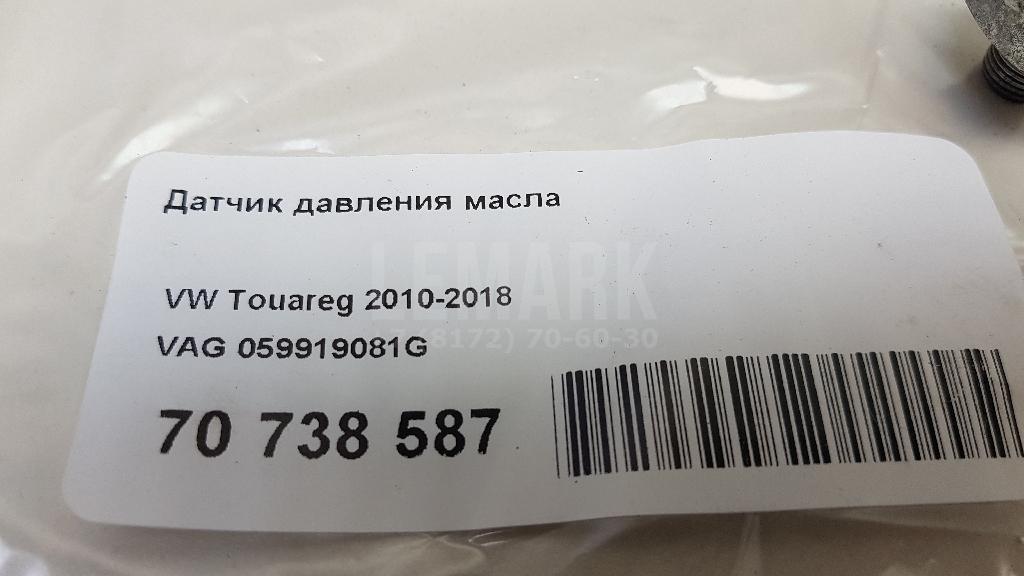 Датчик давления масла
LEMARK
VW Touareg 2010-2018
+7 (8172) 70-60-30
VAG 059919081G
70 738 587